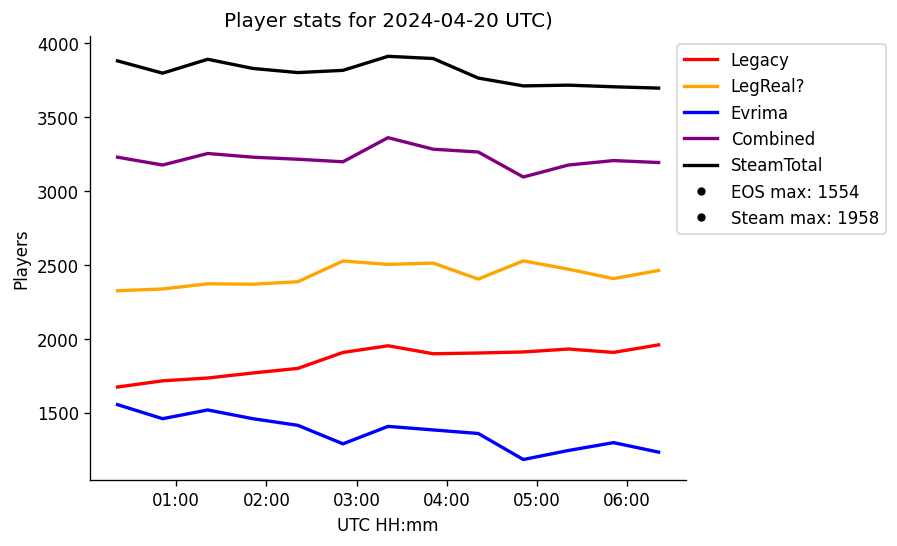 Player stats for 2024-04-20 UTC)
4000
3500
3000
2500
2000
1500
Players
01:00 02:00 03:00 04:00 05:00 06:00
UTC HH:mm
Legacy
LegReal?
Evrima
Combined
SteamTotal
EOS max: 1554
Steam max: 1958